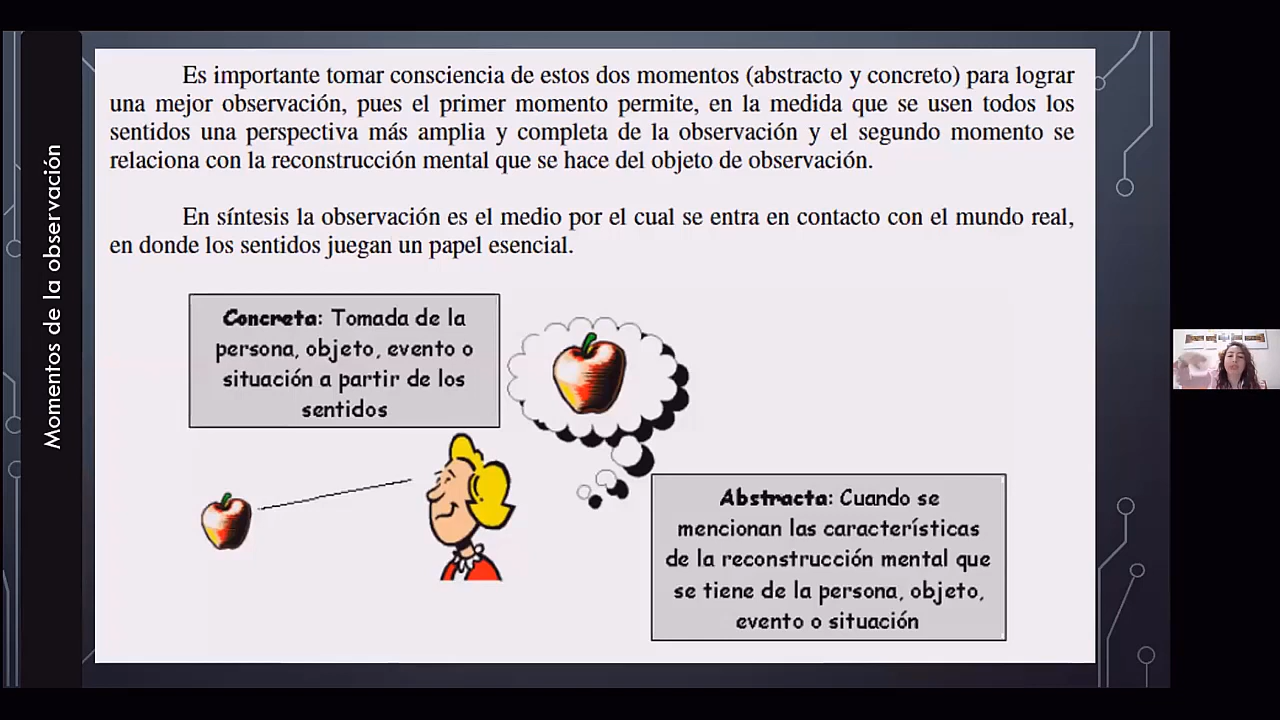 Momentos de la observación
Es importante tomar consciencia de estos dos momentos (abstracto y concreto) para lograr
una mejor observación, pues el primer momento permite, en la medida que se usen todos los
sentidos una perspectiva más amplia y completa de la observación y el segundo momento se
relaciona con la reconstrucción mental que se hace del objeto de observación.
En síntesis la observación es el medio por el cual se entra en contacto con el mundo real,
en donde los sentidos juegan un papel esencial.
Concreta: Tomada de la
persona, objeto, evento o
situación a partir de los
sentidos
Abstracta: Cuando se
mencionan las características
de la reconstrucción mental que
se tiene de la persona, objeto,
evento o situación